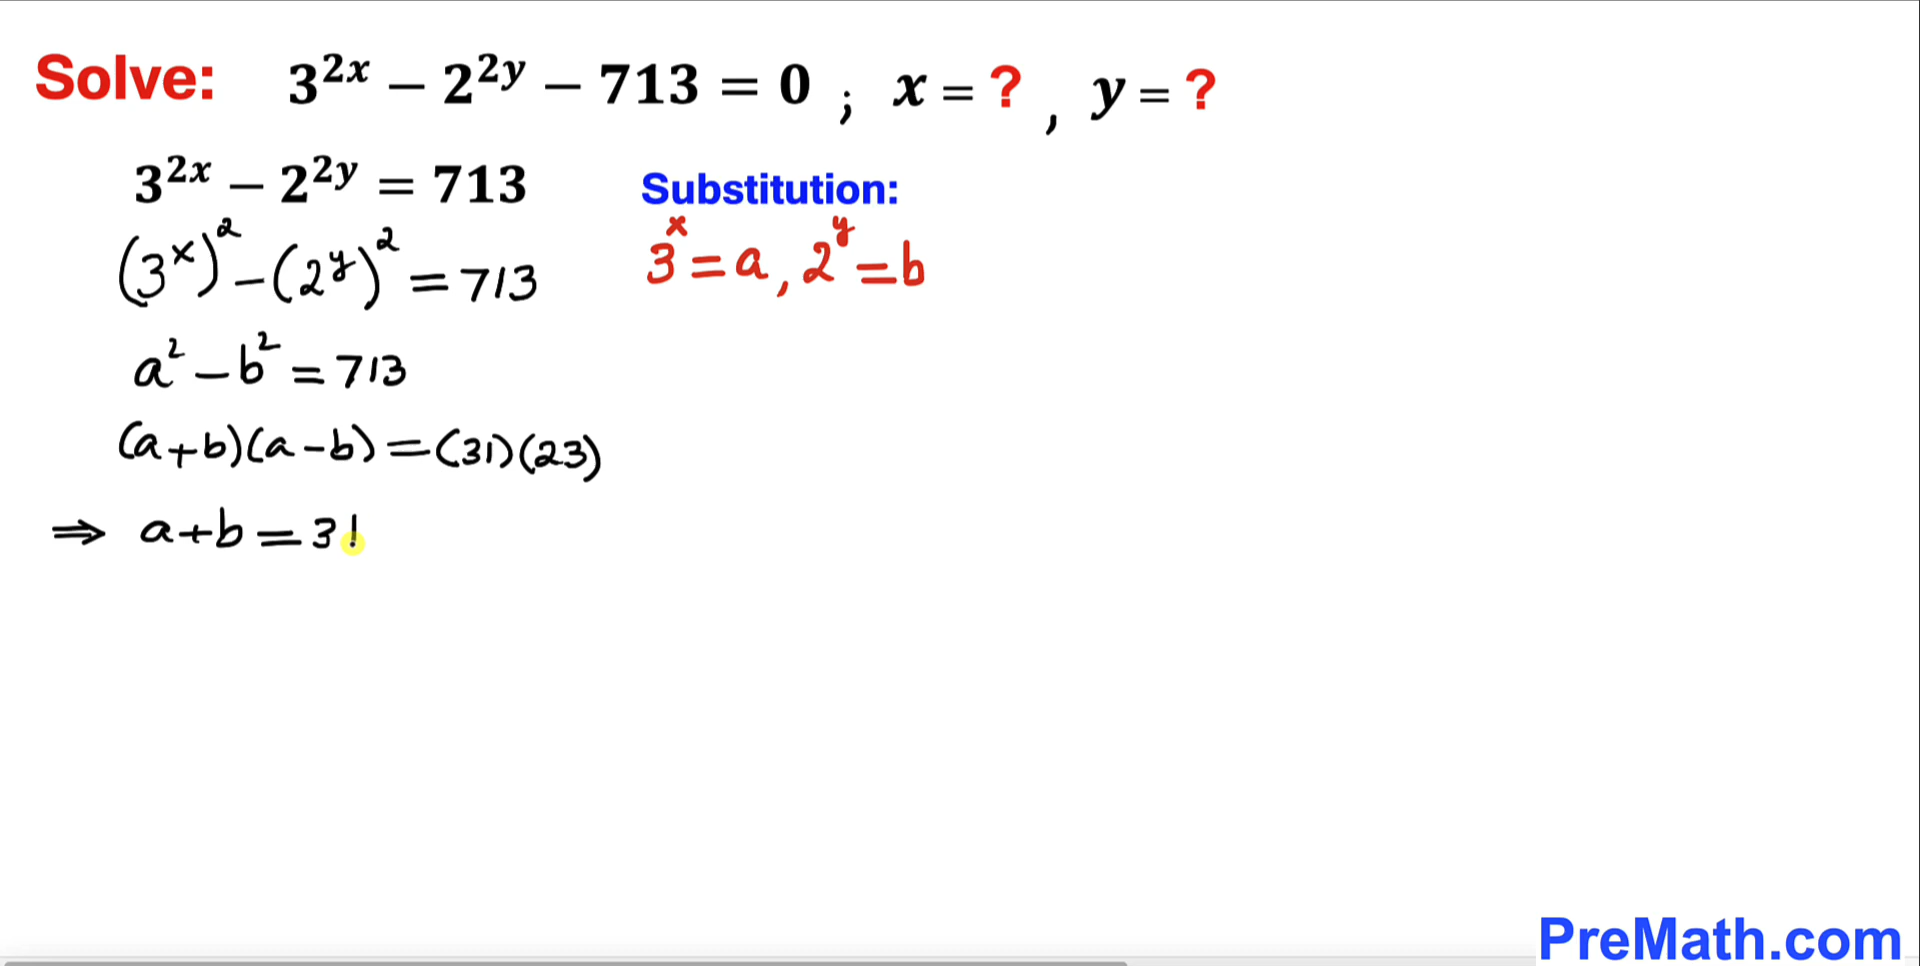 Solve: 3^{2x} − 2^{2y} − 713 = 0 ; x = ? , y = ?
3^{2x} − 2^{2y} = 713
Substitution:
(3^x)^2 − (2^y)^2 = 713
3^x = a, 2^y = b
a^2 − b^2 = 713
(a+b)(a−b) = (31)(23)
⇒ a+b = 31
PreMath.com